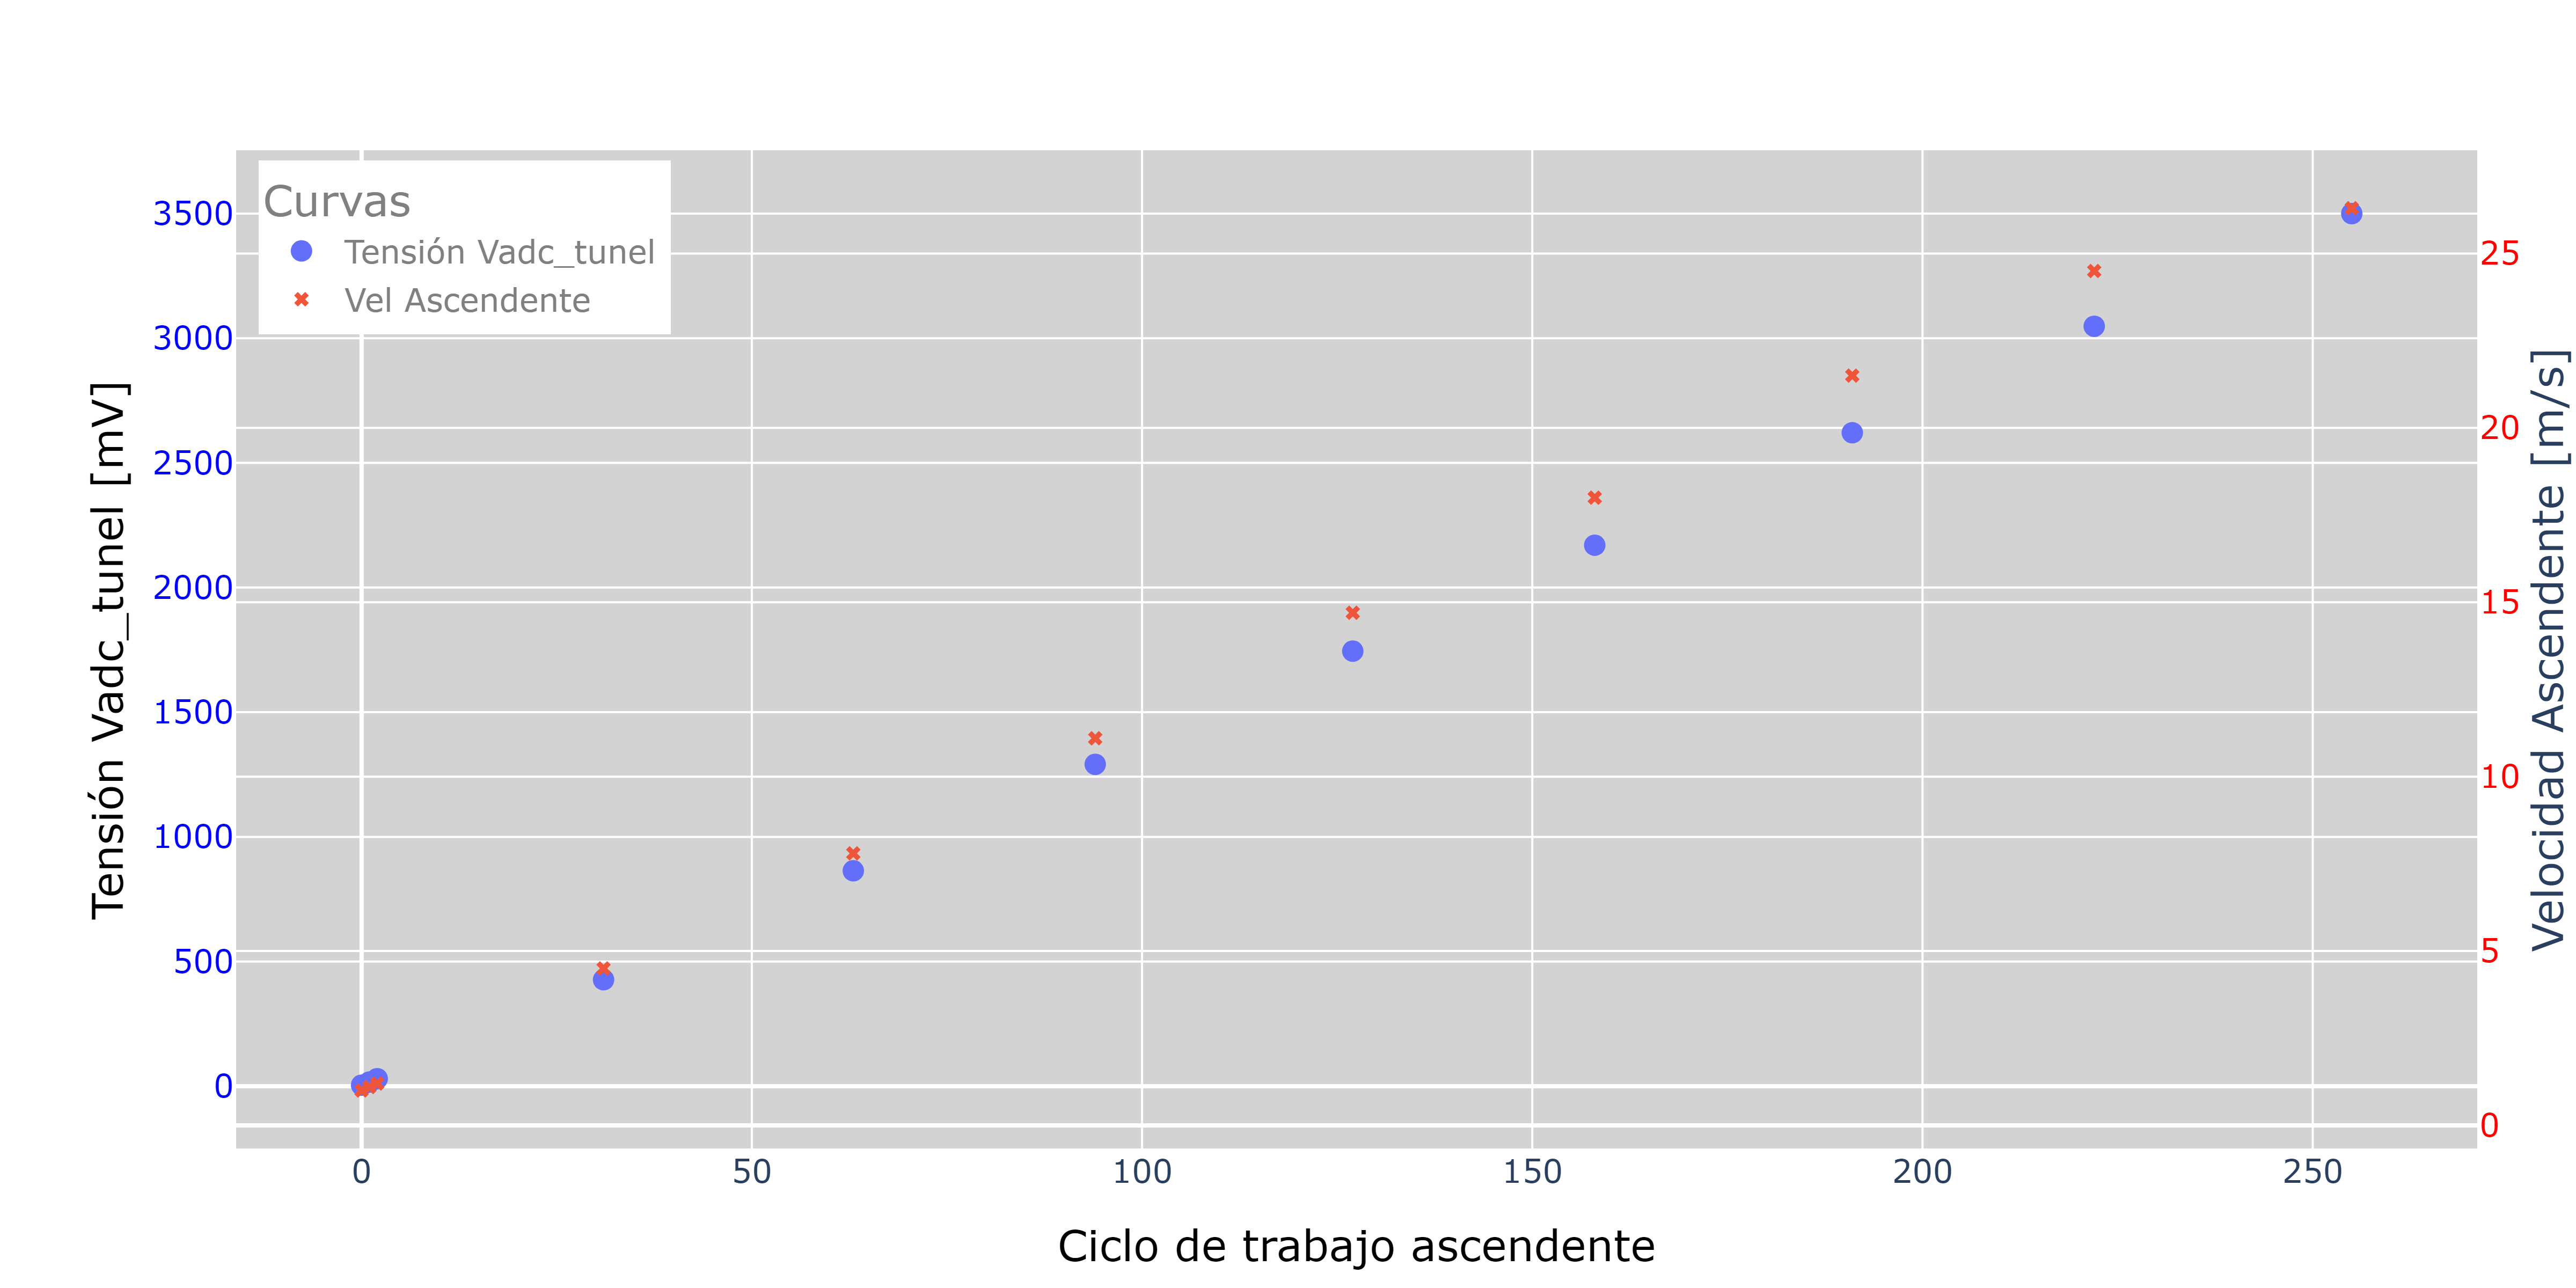 Curvas
Tensión Vadc_tunel
Vel Ascendente
3500
3000
2500
2000
1500
1000
500
0
Tensión Vadc_tunel [mV]
25
20
15
10
5
0
Velocidad Ascendente [m/s]
0 50 100 150 200 250
Ciclo de trabajo ascendente